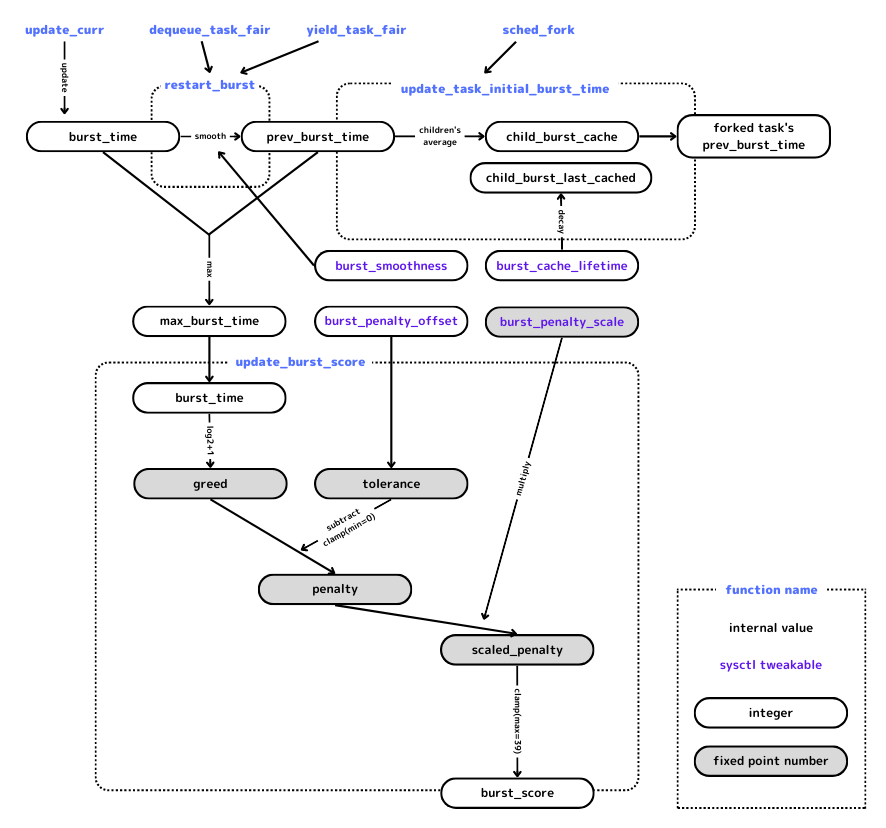 update_curr
dequeue_task_fair
yield_task_fair
sched_fork
update
restart_burst
update_task_initial_burst_time
burst_time
smooth
prev_burst_time
children's
average
child_burst_cache
forked task's
prev_burst_time
child_burst_last_cached
decay
max
burst_smoothness
burst_cache_lifetime
max_burst_time
burst_penalty_offset
burst_penalty_scale
update_burst_score
burst_time
log2+1
greed
tolerance
multiply
subtract
clamp(min=0)
penalty
scaled_penalty
clamp(max=39)
burst_score
function name
internal value
sysctl tweakable
integer
fixed point number